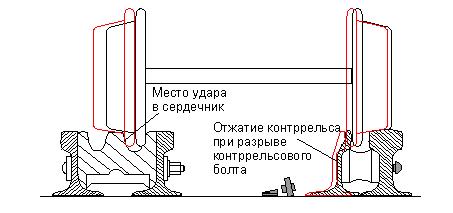 Место удара
в сердечник
Отжатие контррельса
при разрыве
контррельсового
болта